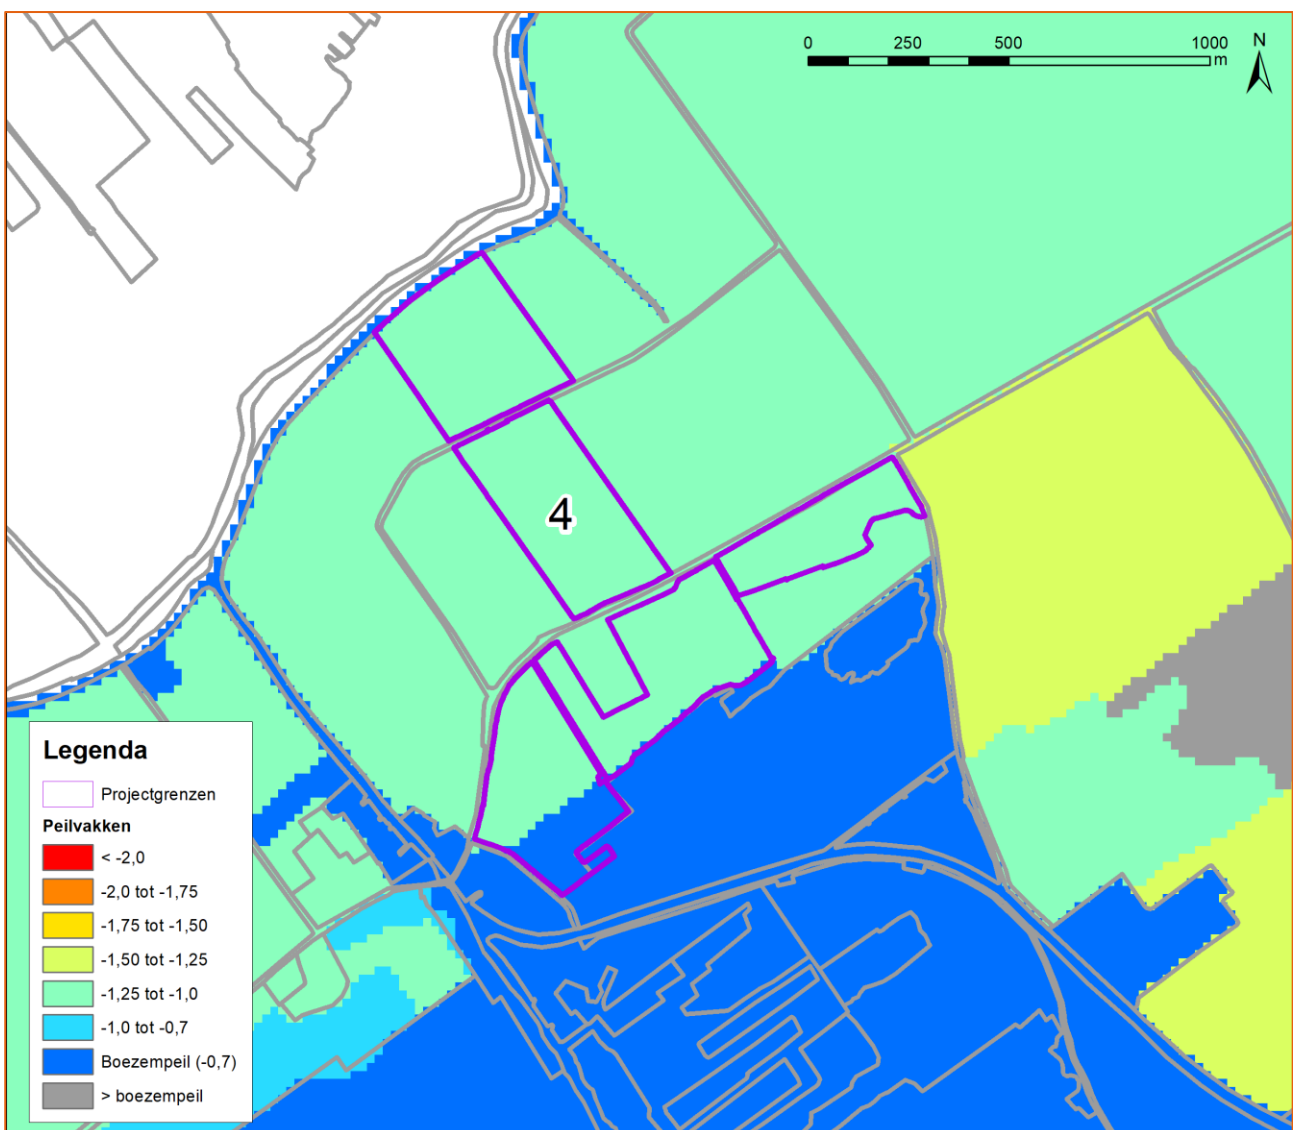 0 250 500 1000
m
N
4
Legenda
Projectgrenzen
Peilvakken
< -2,0
-2,0 tot -1,75
-1,75 tot -1,50
-1,50 tot -1,25
-1,25 tot -1,0
-1,0 tot -0,7
Boezempeil (-0,7)
> boezempeil